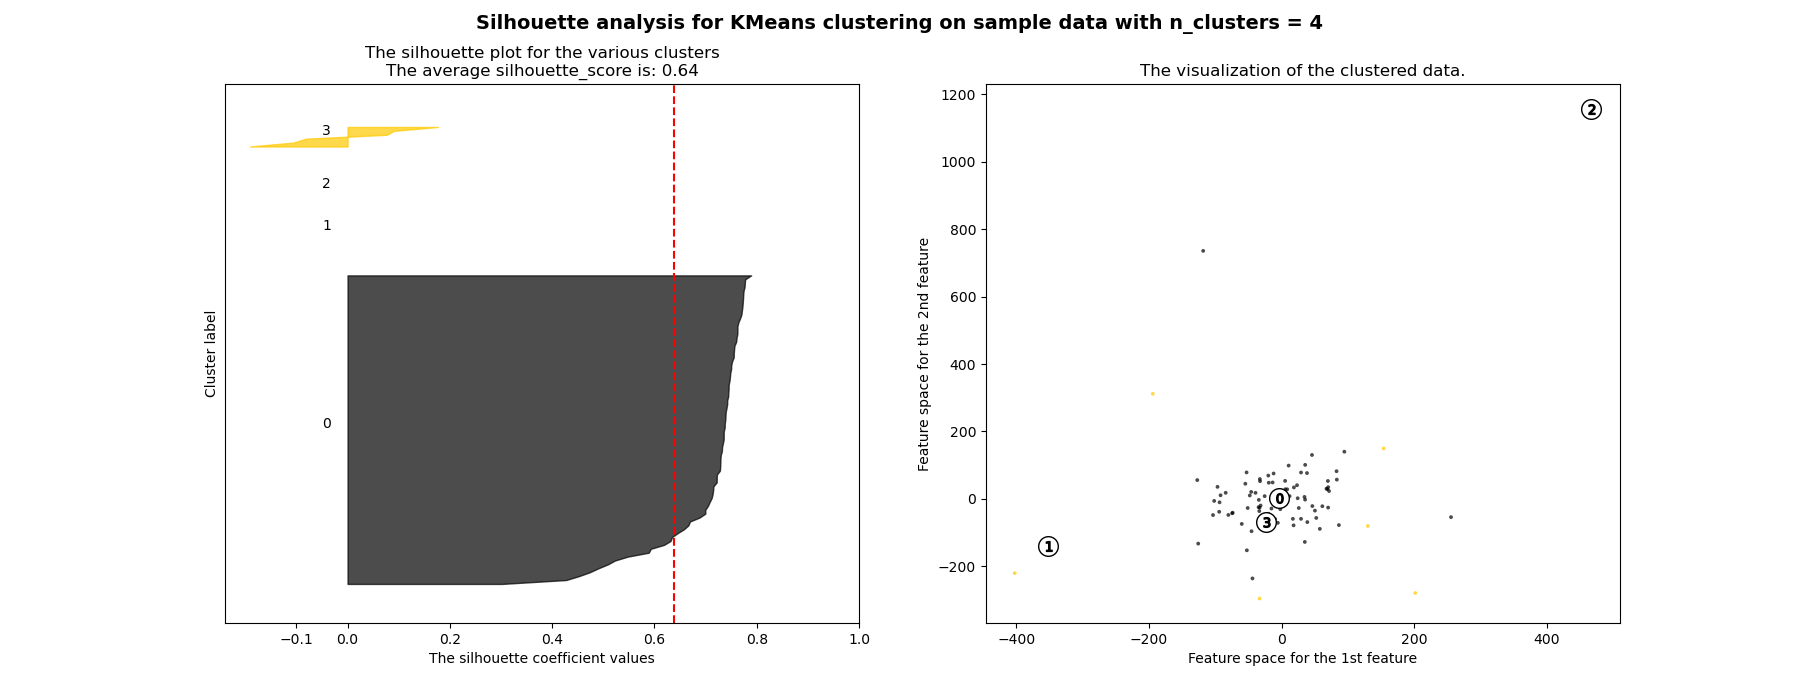 Silhouette analysis for KMeans clustering on sample data with n_clusters = 4
The silhouette plot for the various clusters
The average silhouette_score is: 0.64
3
2
1
0
Cluster label
−0.1 0.0 0.2 0.4 0.6 0.8 1.0
The silhouette coefficient values
The visualization of the clustered data.
1200
1000
800
600
400
200
0
−200
Feature space for the 2nd feature
2
0
3
1
−400 −200 0 200 400
Feature space for the 1st feature